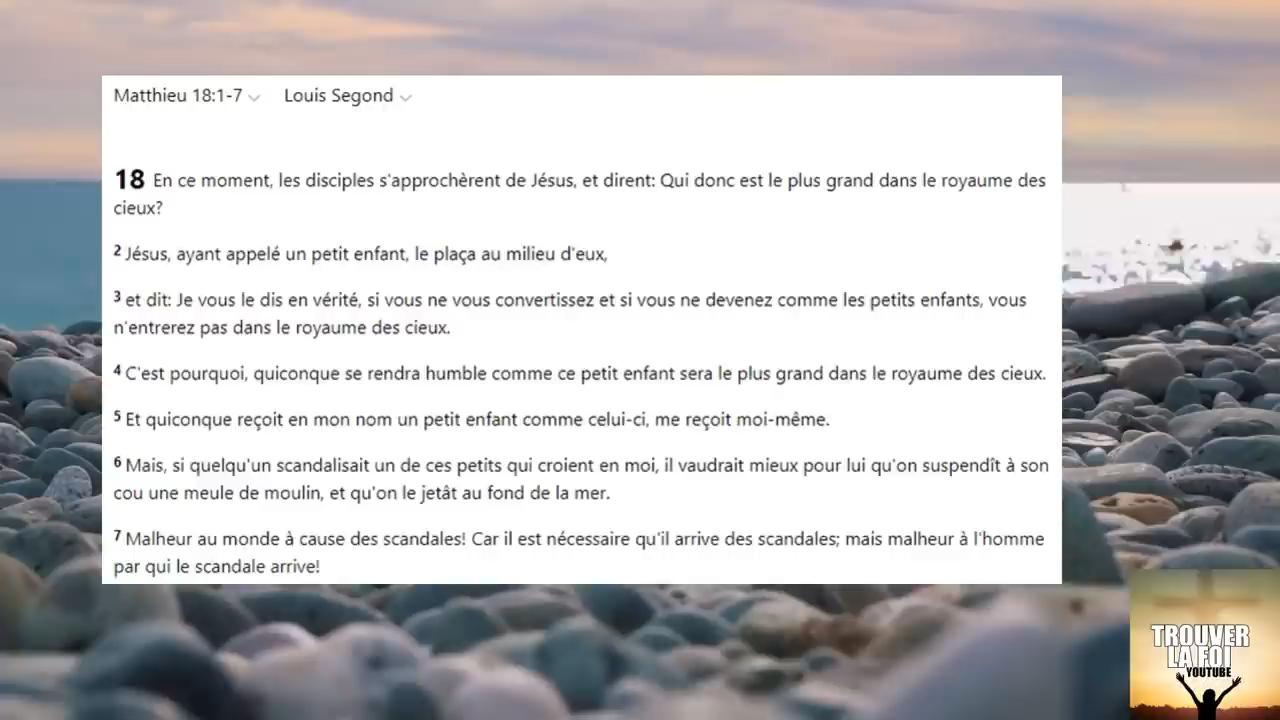 Matthieu 18:1-7 Louis Segond
18 En ce moment, les disciples s'approchèrent de Jésus, et dirent: Qui donc est le plus grand dans le royaume des
cieux?
2 Jésus, ayant appelé un petit enfant, le plaça au milieu d'eux,
3 et dit: Je vous le dis en vérité, si vous ne vous convertissez et si vous ne devenez comme les petits enfants, vous
n'entrerez pas dans le royaume des cieux.
4 C'est pourquoi, quiconque se rendra humble comme ce petit enfant sera le plus grand dans le royaume des cieux.
5 Et quiconque reçoit en mon nom un petit enfant comme celui-ci, me reçoit moi-même.
6 Mais, si quelqu'un scandalisait un de ces petits qui croient en moi, il vaudrait mieux pour lui qu'on suspendît à son
cou une meule de moulin, et qu'on le jetât au fond de la mer.
7 Malheur au monde à cause des scandales! Car il est nécessaire qu'il arrive des scandales; mais malheur à l'homme
par qui le scandale arrive!
TROUVER
LA FOI
YOUTUBE